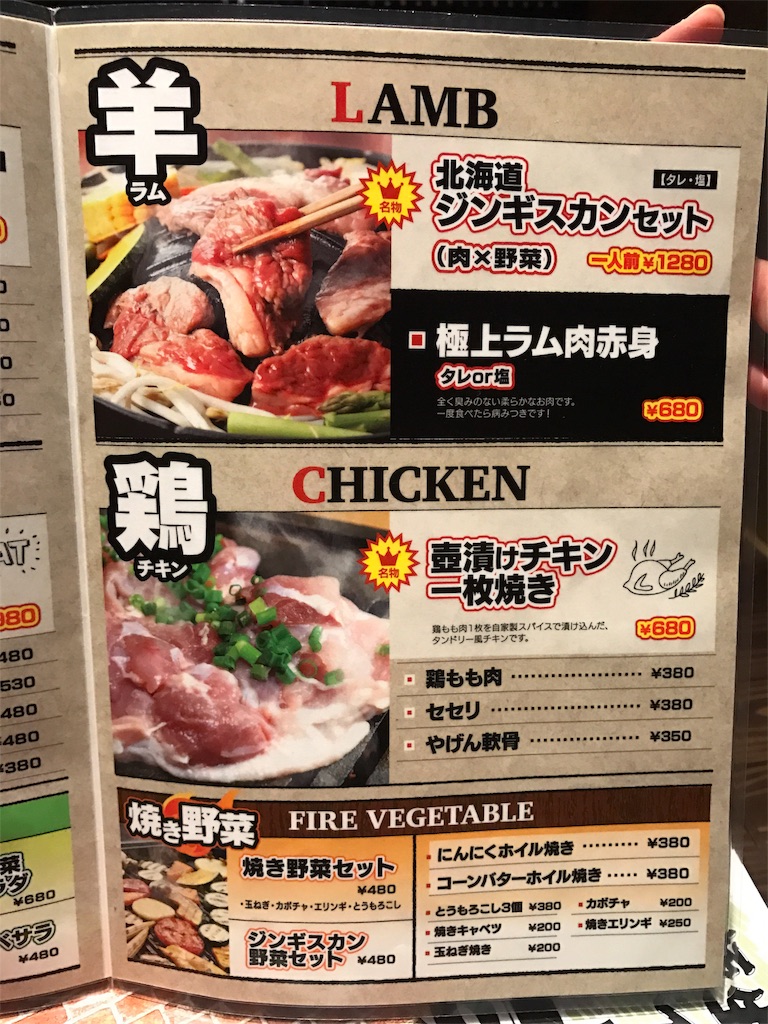 羊
ラム
LAMB
名物
北海道
【タレ・塩】
ジンギスカンセット
(肉×野菜)
一人前¥1280
極上ラム肉赤身
タレor塩
全く臭みのない柔らかなお肉です。
一度食べたら病みつきです!
¥680
鶏
チキン
CHICKEN
名物
壺漬けチキン
一枚焼き
鶏もも肉1枚を自家製スパイスで漬け込んだ、
タンドリー風チキンです。
¥680
鶏もも肉 ¥380
セセリ ¥380
やげん軟骨 ¥350
焼き野菜
FIRE VEGETABLE
焼き野菜セット
¥480
・玉ねぎ・カボチャ・エリンギ・とうもろこし
ジンギスカン
野菜セット ¥480
にんにくホイル焼き ¥380
コーンバターホイル焼き ¥380
とうもろこし3個 ¥380
焼きキャベツ ¥200
玉ねぎ焼き ¥200
カボチャ ¥200
焼きエリンギ ¥250
980
480
530
480
¥480
¥380
¥680
¥480